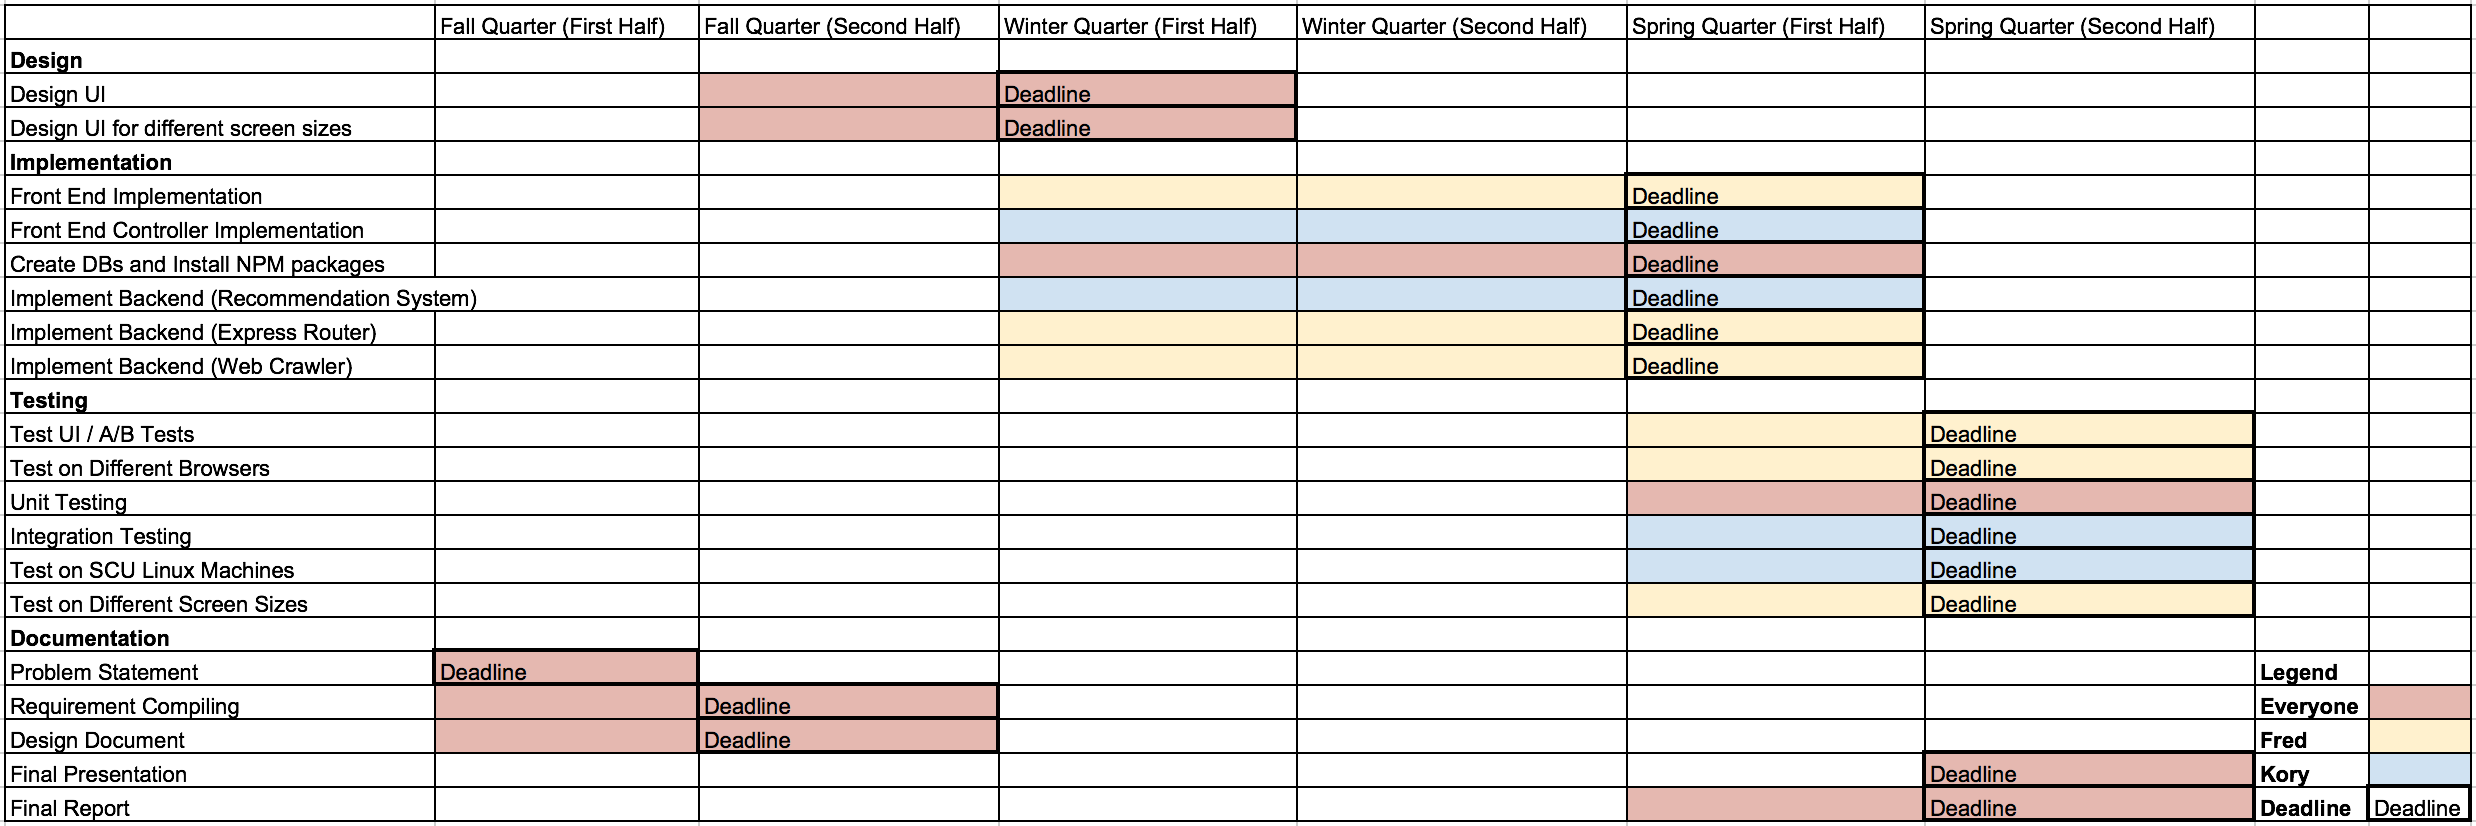 Fall Quarter (First Half) Fall Quarter (Second Half) Winter Quarter (First Half) Winter Quarter (Second Half) Spring Quarter (First Half) Spring Quarter (Second Half)
Design
Design UI Deadline
Design UI for different screen sizes Deadline
Implementation
Front End Implementation Deadline
Front End Controller Implementation Deadline
Create DBs and Install NPM packages Deadline
Implement Backend (Recommendation System) Deadline
Implement Backend (Express Router) Deadline
Implement Backend (Web Crawler) Deadline
Testing
Test UI / A/B Tests Deadline
Test on Different Browsers Deadline
Unit Testing Deadline
Integration Testing Deadline
Test on SCU Linux Machines Deadline
Test on Different Screen Sizes Deadline
Documentation
Problem Statement Deadline Legend
Requirement Compiling Deadline Everyone
Design Document Deadline Fred
Final Presentation Deadline Kory
Final Report Deadline Deadline Deadline